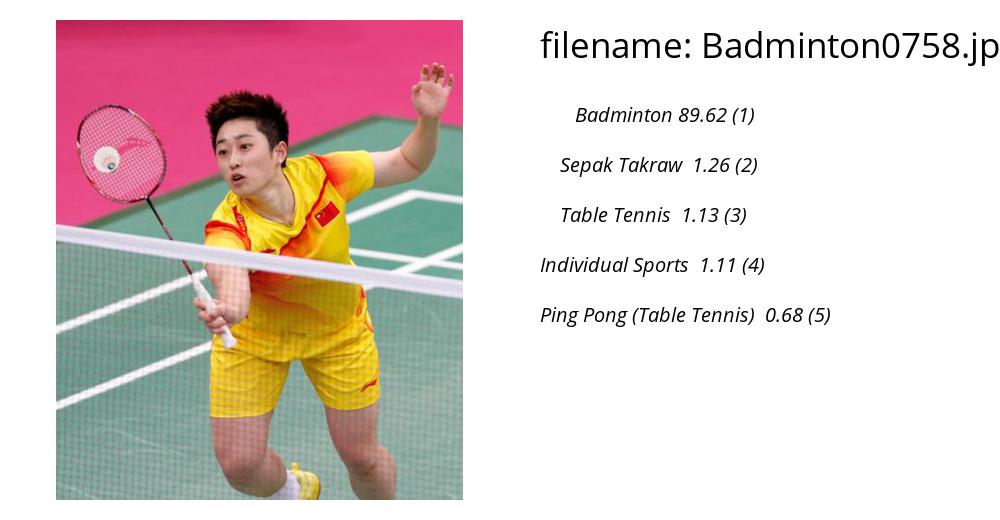 filename: Badminton0758.jp
Badminton 89.62 (1)
Sepak Takraw 1.26 (2)
Table Tennis 1.13 (3)
Individual Sports 1.11 (4)
Ping Pong (Table Tennis) 0.68 (5)